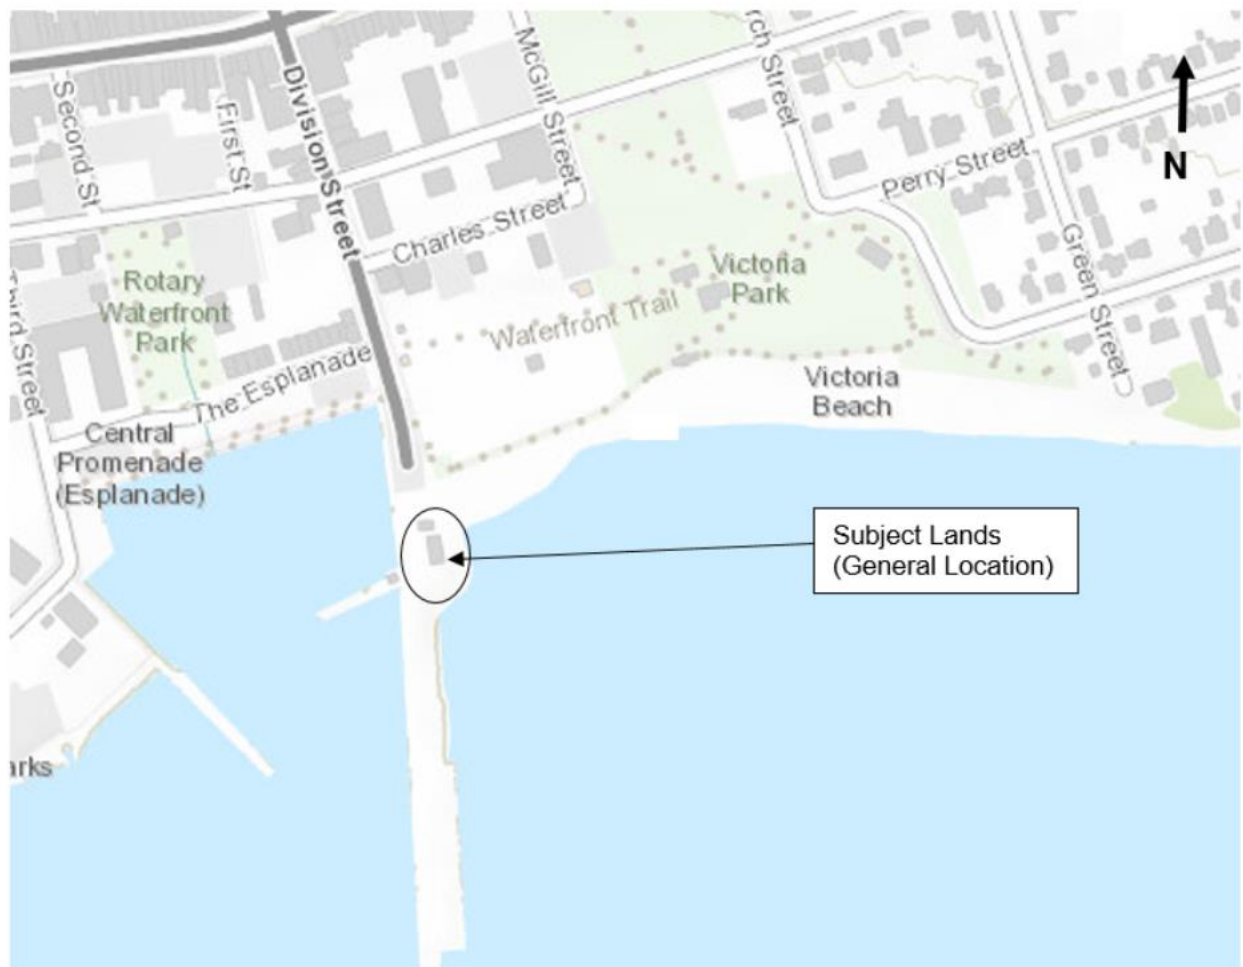 McGill Street
rch Street
Second St
First St
Division Street
N
Perry Street
Charles Street
Green Street
Third Street
Rotary
Waterfront
Park
Victoria
Park
Waterfront Trail
The Esplanade
Victoria
Beach
Central
Promenade
(Esplanade)
Subject Lands
(General Location)
arks